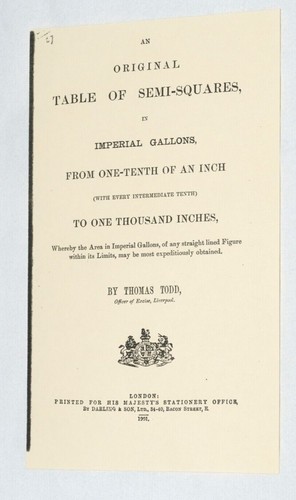 AN
ORIGINAL
TABLE OF SEMI-SQUARES,
IN
IMPERIAL GALLONS,
FROM ONE-TENTH OF AN INCH
(WITH EVERY INTERMEDIATE TENTH)
TO ONE THOUSAND INCHES,
Whereby the Area in Imperial Gallons, of any straight lined Figure
within its Limits, may be most expeditiously obtained.
BY THOMAS TODD,
Officer of Excise, Liverpool.
LONDON:
PRINTED FOR HIS MAJESTY'S STATIONERY OFFICE,
By DARLING & SON, Ltd., 34-40, Bacon Street, E.